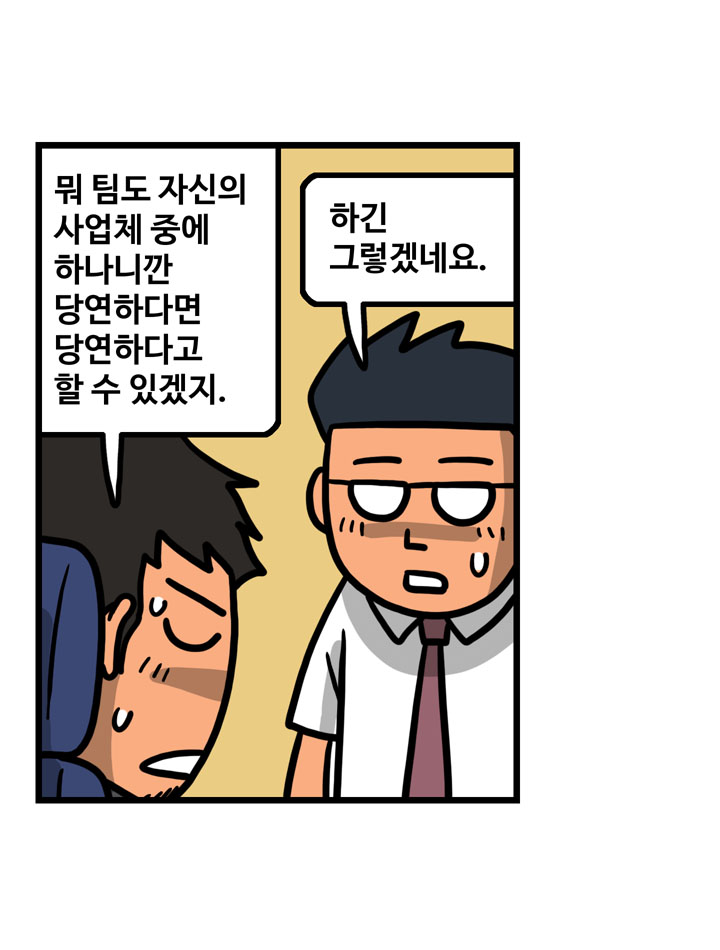 뭐 팀도 자신의
사업체 중에
하나니깐
당연하다면
당연하다고
할 수 있겠지.
하긴
그렇겠네요.